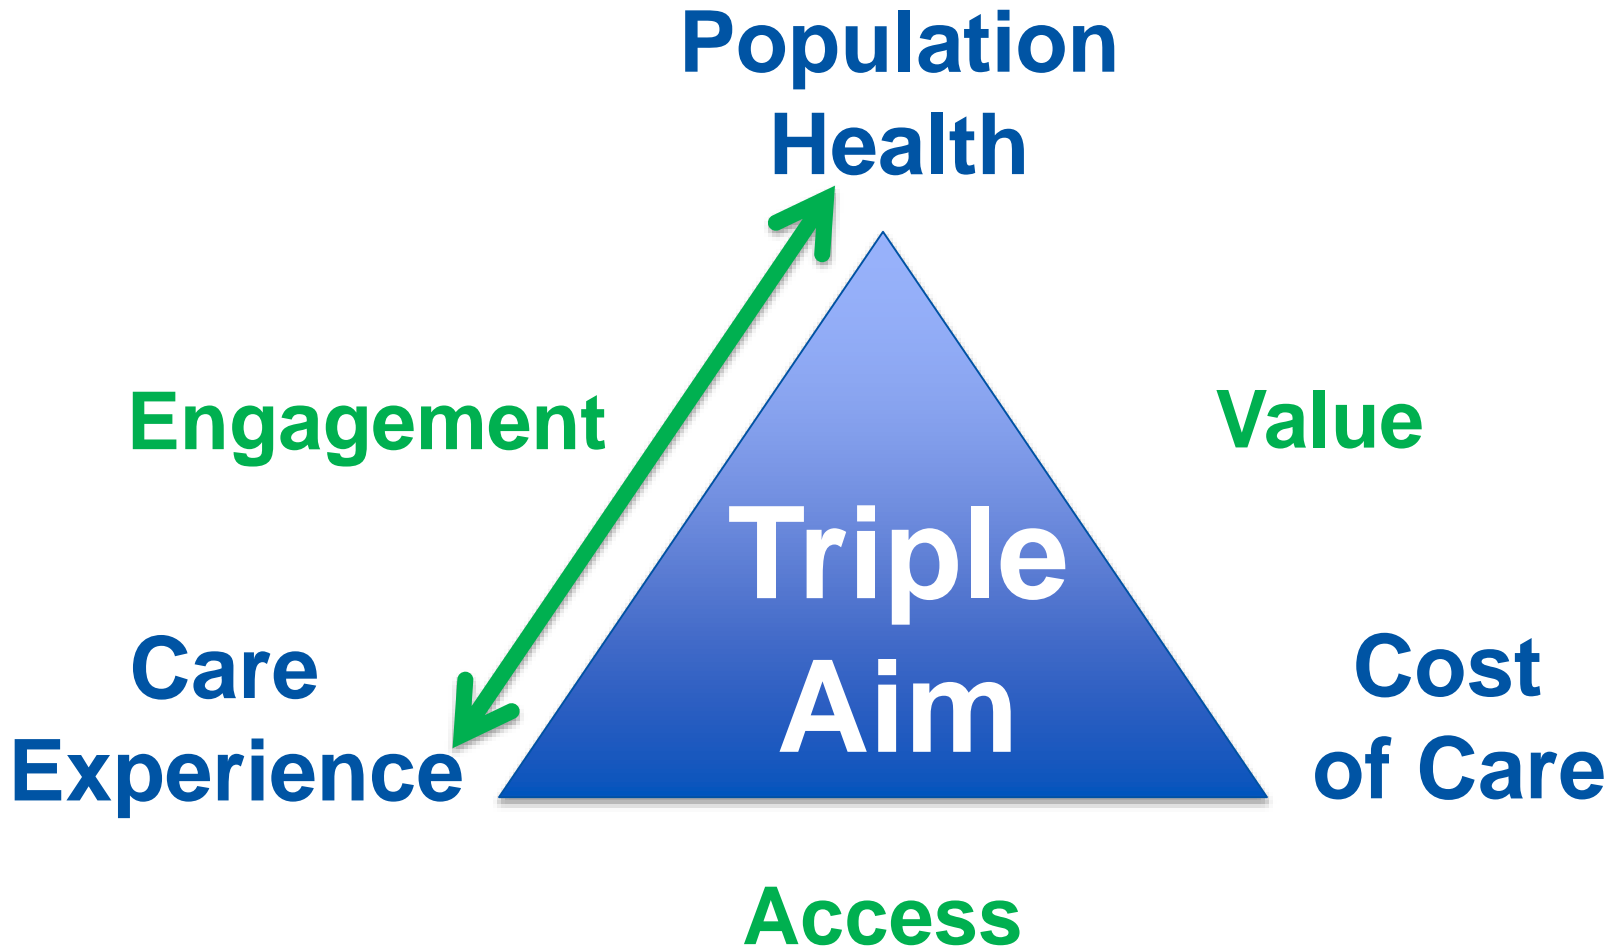 Population
Health
Engagement
Value
Triple
Aim
Care
Experience
Cost
of Care
Access